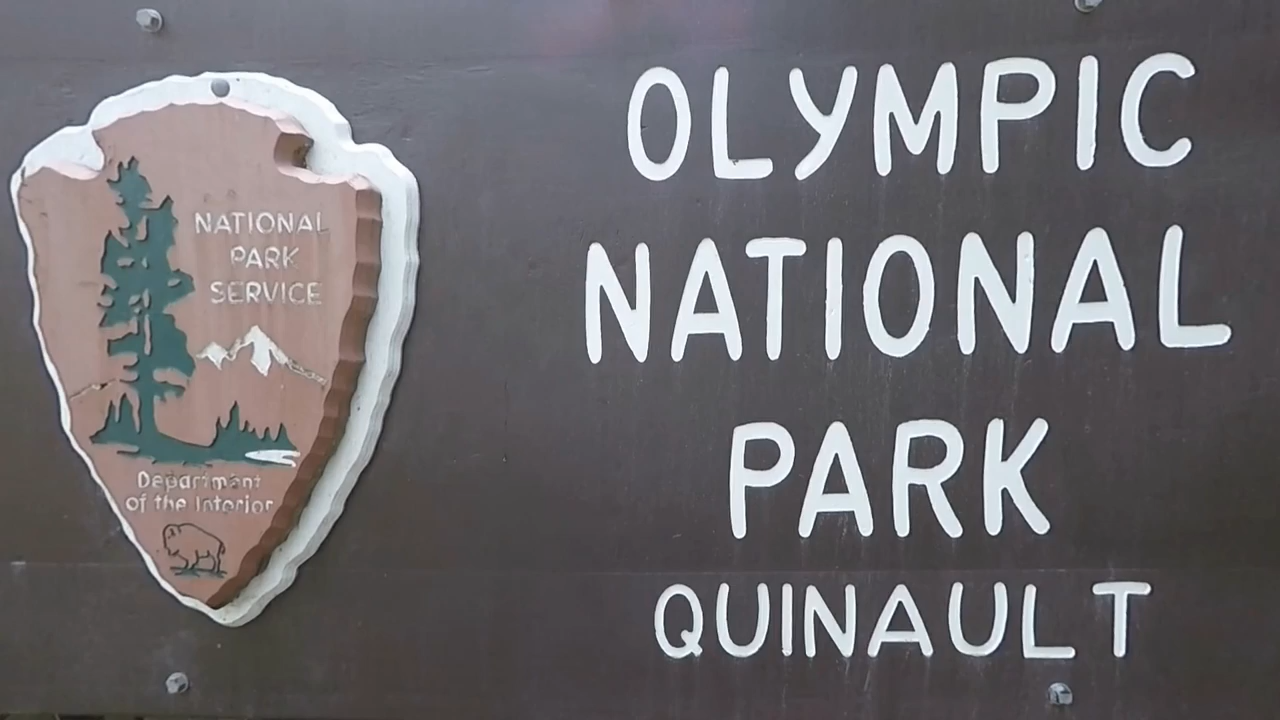 NATIONAL
PARK
SERVICE
Department
of the Interior
OLYMPIC
NATIONAL
PARK
QUINAULT